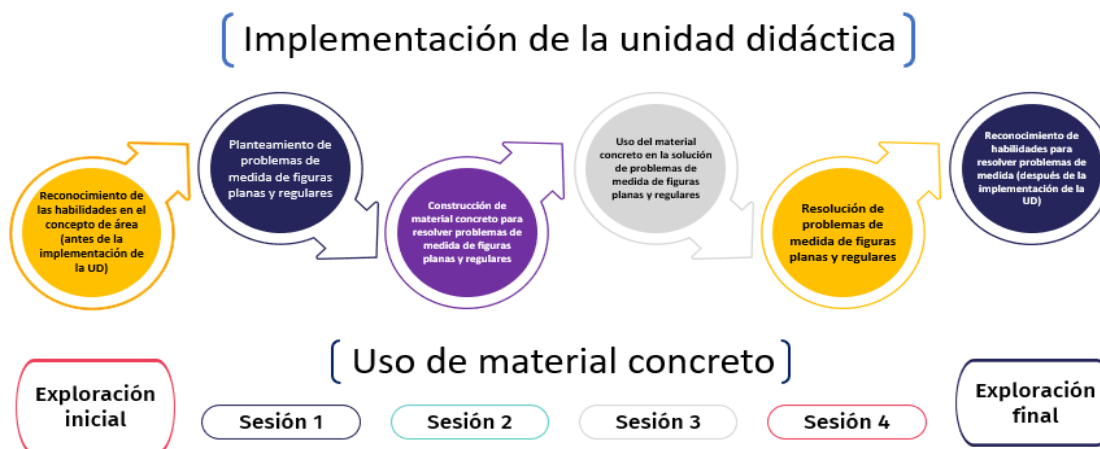 Implementación de la unidad didáctica
Reconocimiento de
las habilidades en el
concepto de área
(antes de la
implementación de
la UD)
Planteamiento de
problemas de
medida de figuras
planas y regulares
Construcción de
material concreto para
resolver problemas de
medida de figuras
planas y regulares
Uso del material
concreto en la solución
de problemas de
medida de figuras
planas y regulares
Resolución de
problemas de
medida de figuras
planas y regulares
Reconocimiento de
habilidades para
resolver problemas de
medida (después de la
implementación de la
UD)
Uso de material concreto
Exploración
inicial
Sesión 1
Sesión 2
Sesión 3
Sesión 4
Exploración
final